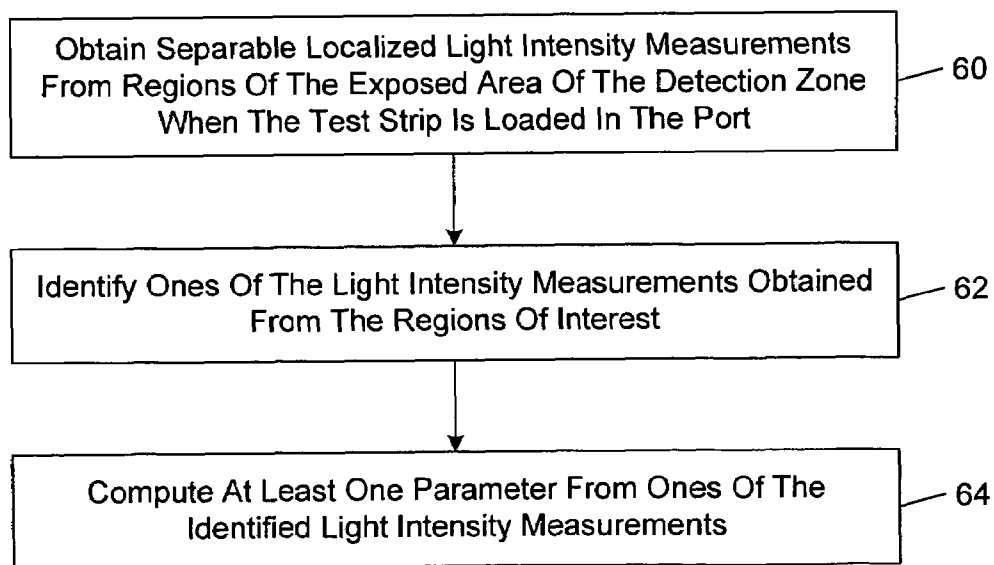 Obtain Separable Localized Light Intensity Measurements
From Regions Of The Exposed Area Of The Detection Zone
When The Test Strip Is Loaded In The Port
60
Identify Ones Of The Light Intensity Measurements Obtained
From The Regions Of Interest
62
Compute At Least One Parameter From Ones Of The
Identified Light Intensity Measurements
64